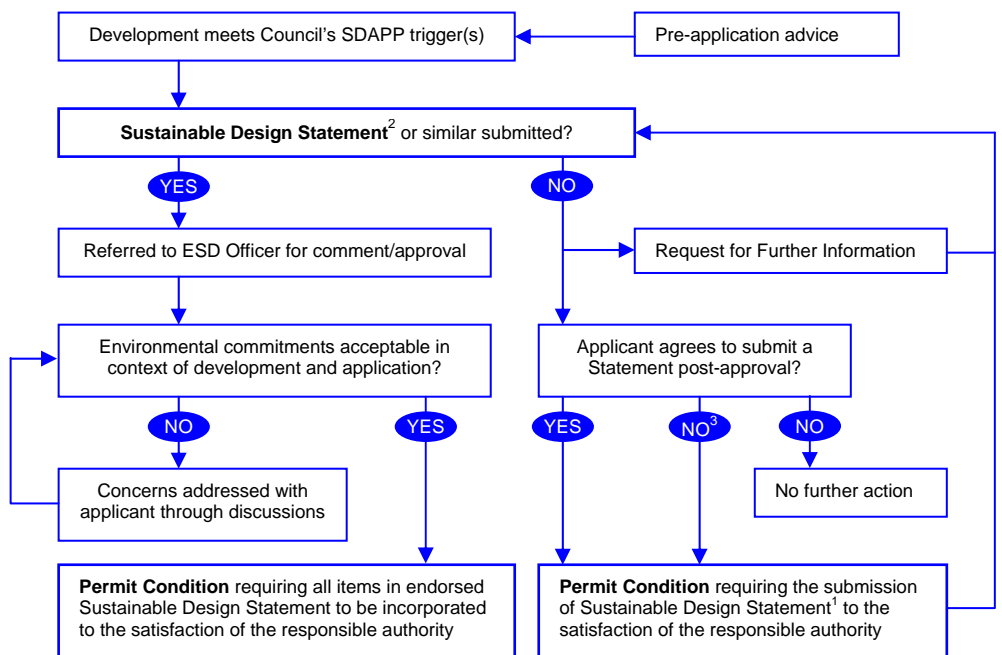 Development meets Council's SDAPP trigger(s)
Pre-application advice
Sustainable Design Statement² or similar submitted?
YES
NO
Referred to ESD Officer for comment/approval
Request for Further Information
Environmental commitments acceptable in
context of development and application?
Applicant agrees to submit a
Statement post-approval?
NO
YES
YES
NO³
NO
Concerns addressed with
applicant through discussions
No further action
Permit Condition requiring all items in endorsed
Sustainable Design Statement to be incorporated
to the satisfaction of the responsible authority
Permit Condition requiring the submission
of Sustainable Design Statement¹ to the
satisfaction of the responsible authority